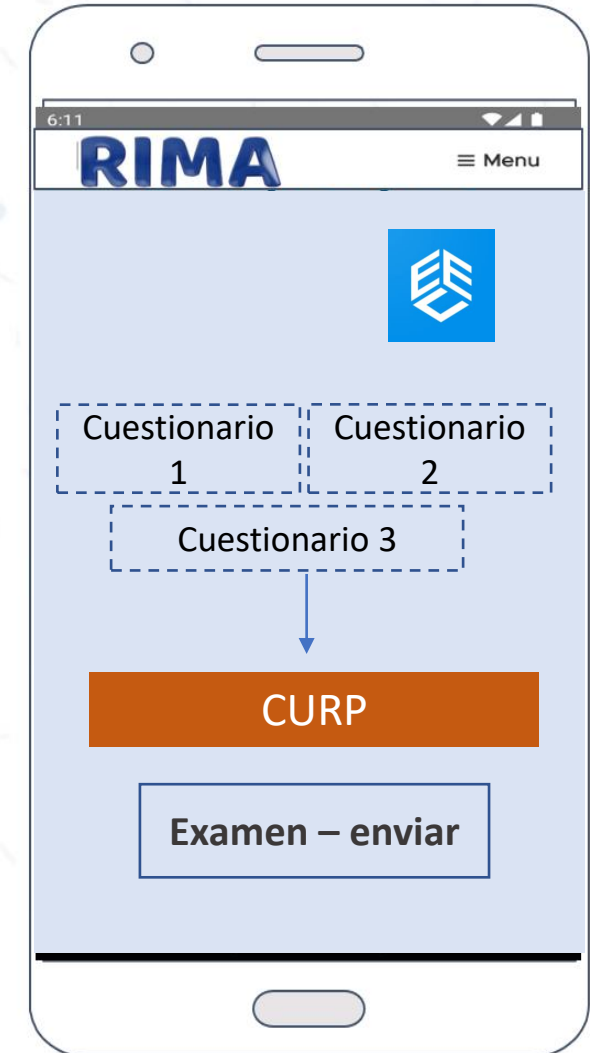 6:11
RIMA
≡ Menu
Cuestionario
1
Cuestionario
2
Cuestionario 3
CURP
Examen – enviar